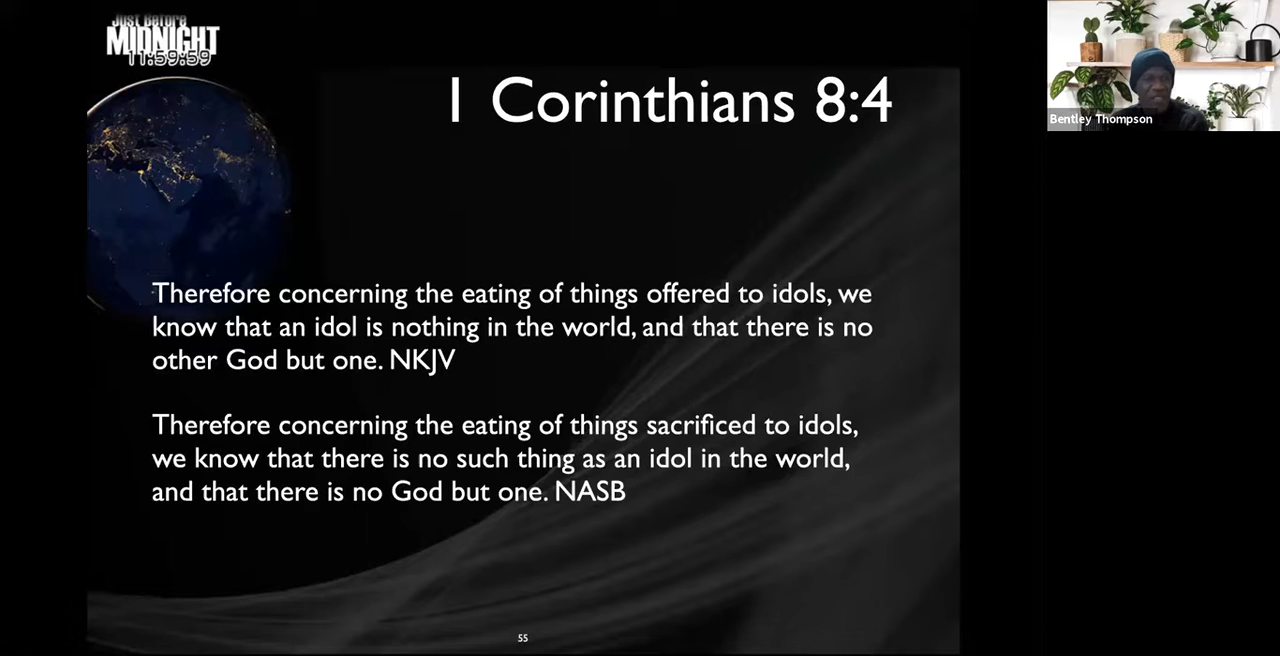 Just Before
MIDNIGHT
11:59:59
1 Corinthians 8:4
Bentley Thompson
Therefore concerning the eating of things offered to idols, we
know that an idol is nothing in the world, and that there is no
other God but one. NKJV
Therefore concerning the eating of things sacrificed to idols,
we know that there is no such thing as an idol in the world,
and that there is no God but one. NASB
55